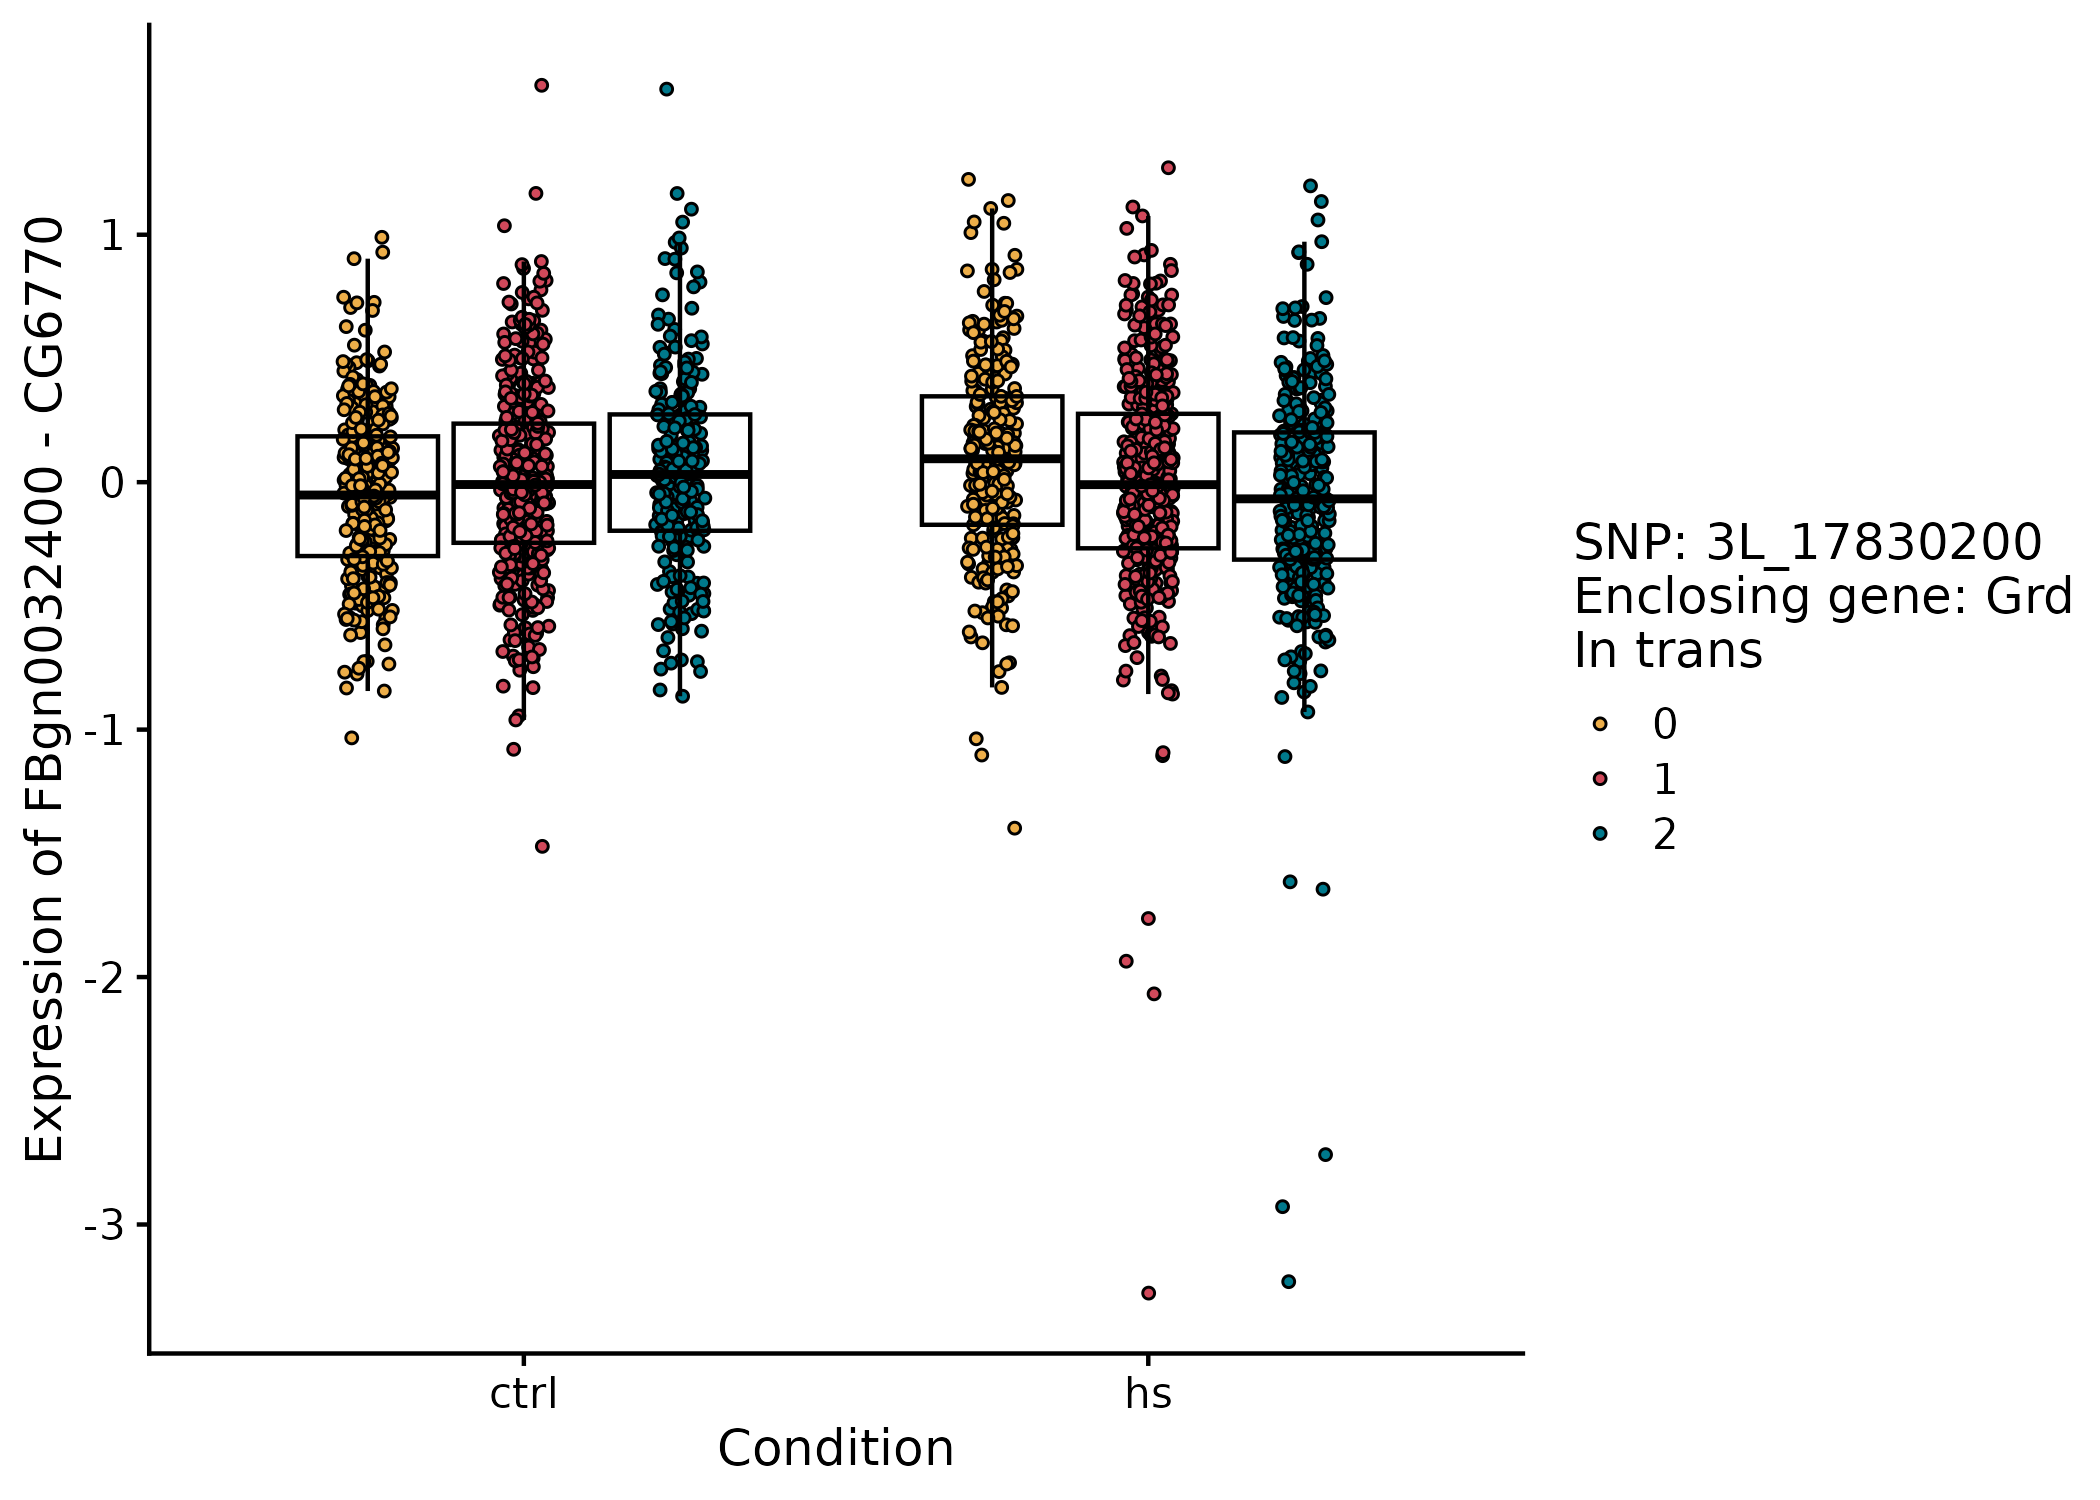 Expression of FBgn0032400 - CG6770
1
0
-1
-2
-3
ctrl
hs
Condition
SNP: 3L_17830200
Enclosing gene: Grd
In trans
0
1
2